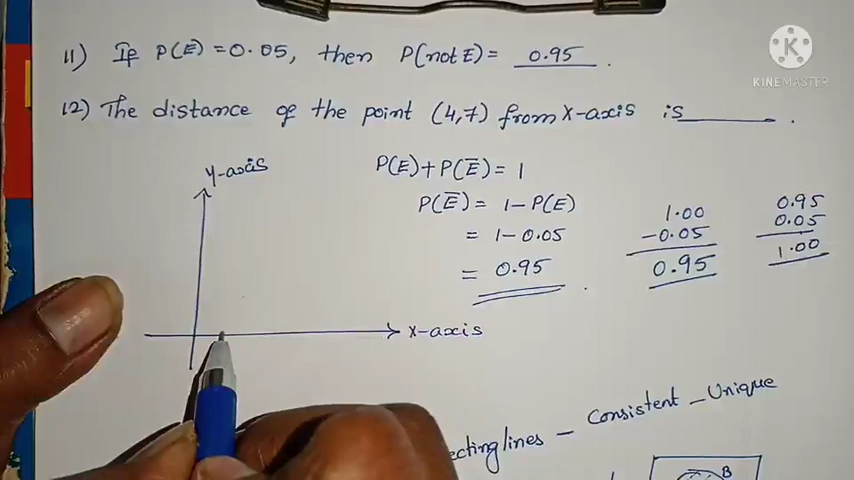 11) If P(E) = 0.05, then P(not E) = 0.95 .
12) The distance of the point (4,7) from X-axis is ______ .
P(E) + P(E̅) = 1
P(E̅) = 1 - P(E)
= 1 - 0.05
= 0.95
1.00
-0.05
0.95
0.95
0.05
1.00
Y-axis
X-axis
lines - Consistent - Unique
B
KINEMASTER